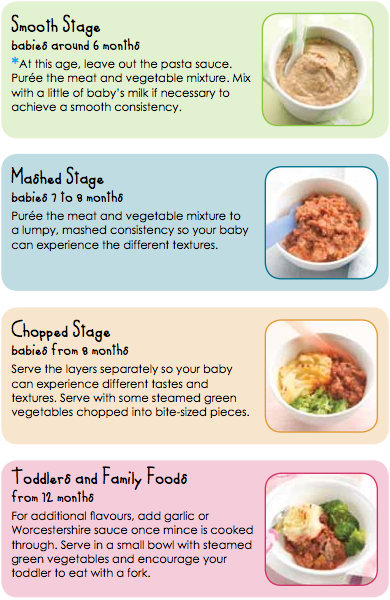 Smooth Stage
babies around 6 months
*At this age, leave out the pasta sauce.
Purée the meat and vegetable mixture. Mix
with a little of baby's milk if necessary to
achieve a smooth consistency.
Mashed Stage
babies 7 to 8 months
Purée the meat and vegetable mixture to
a lumpy, mashed consistency so your baby
can experience the different textures.
Chopped Stage
babies from 8 months
Serve the layers separately so your baby
can experience different tastes and
textures. Serve with some steamed green
vegetables chopped into bite-sized pieces.
Toddlers and Family Foods
from 12 months
For additional flavours, add garlic or
Worcestershire sauce once mince is cooked
through. Serve in a small bowl with steamed
green vegetables and encourage your
toddler to eat with a fork.